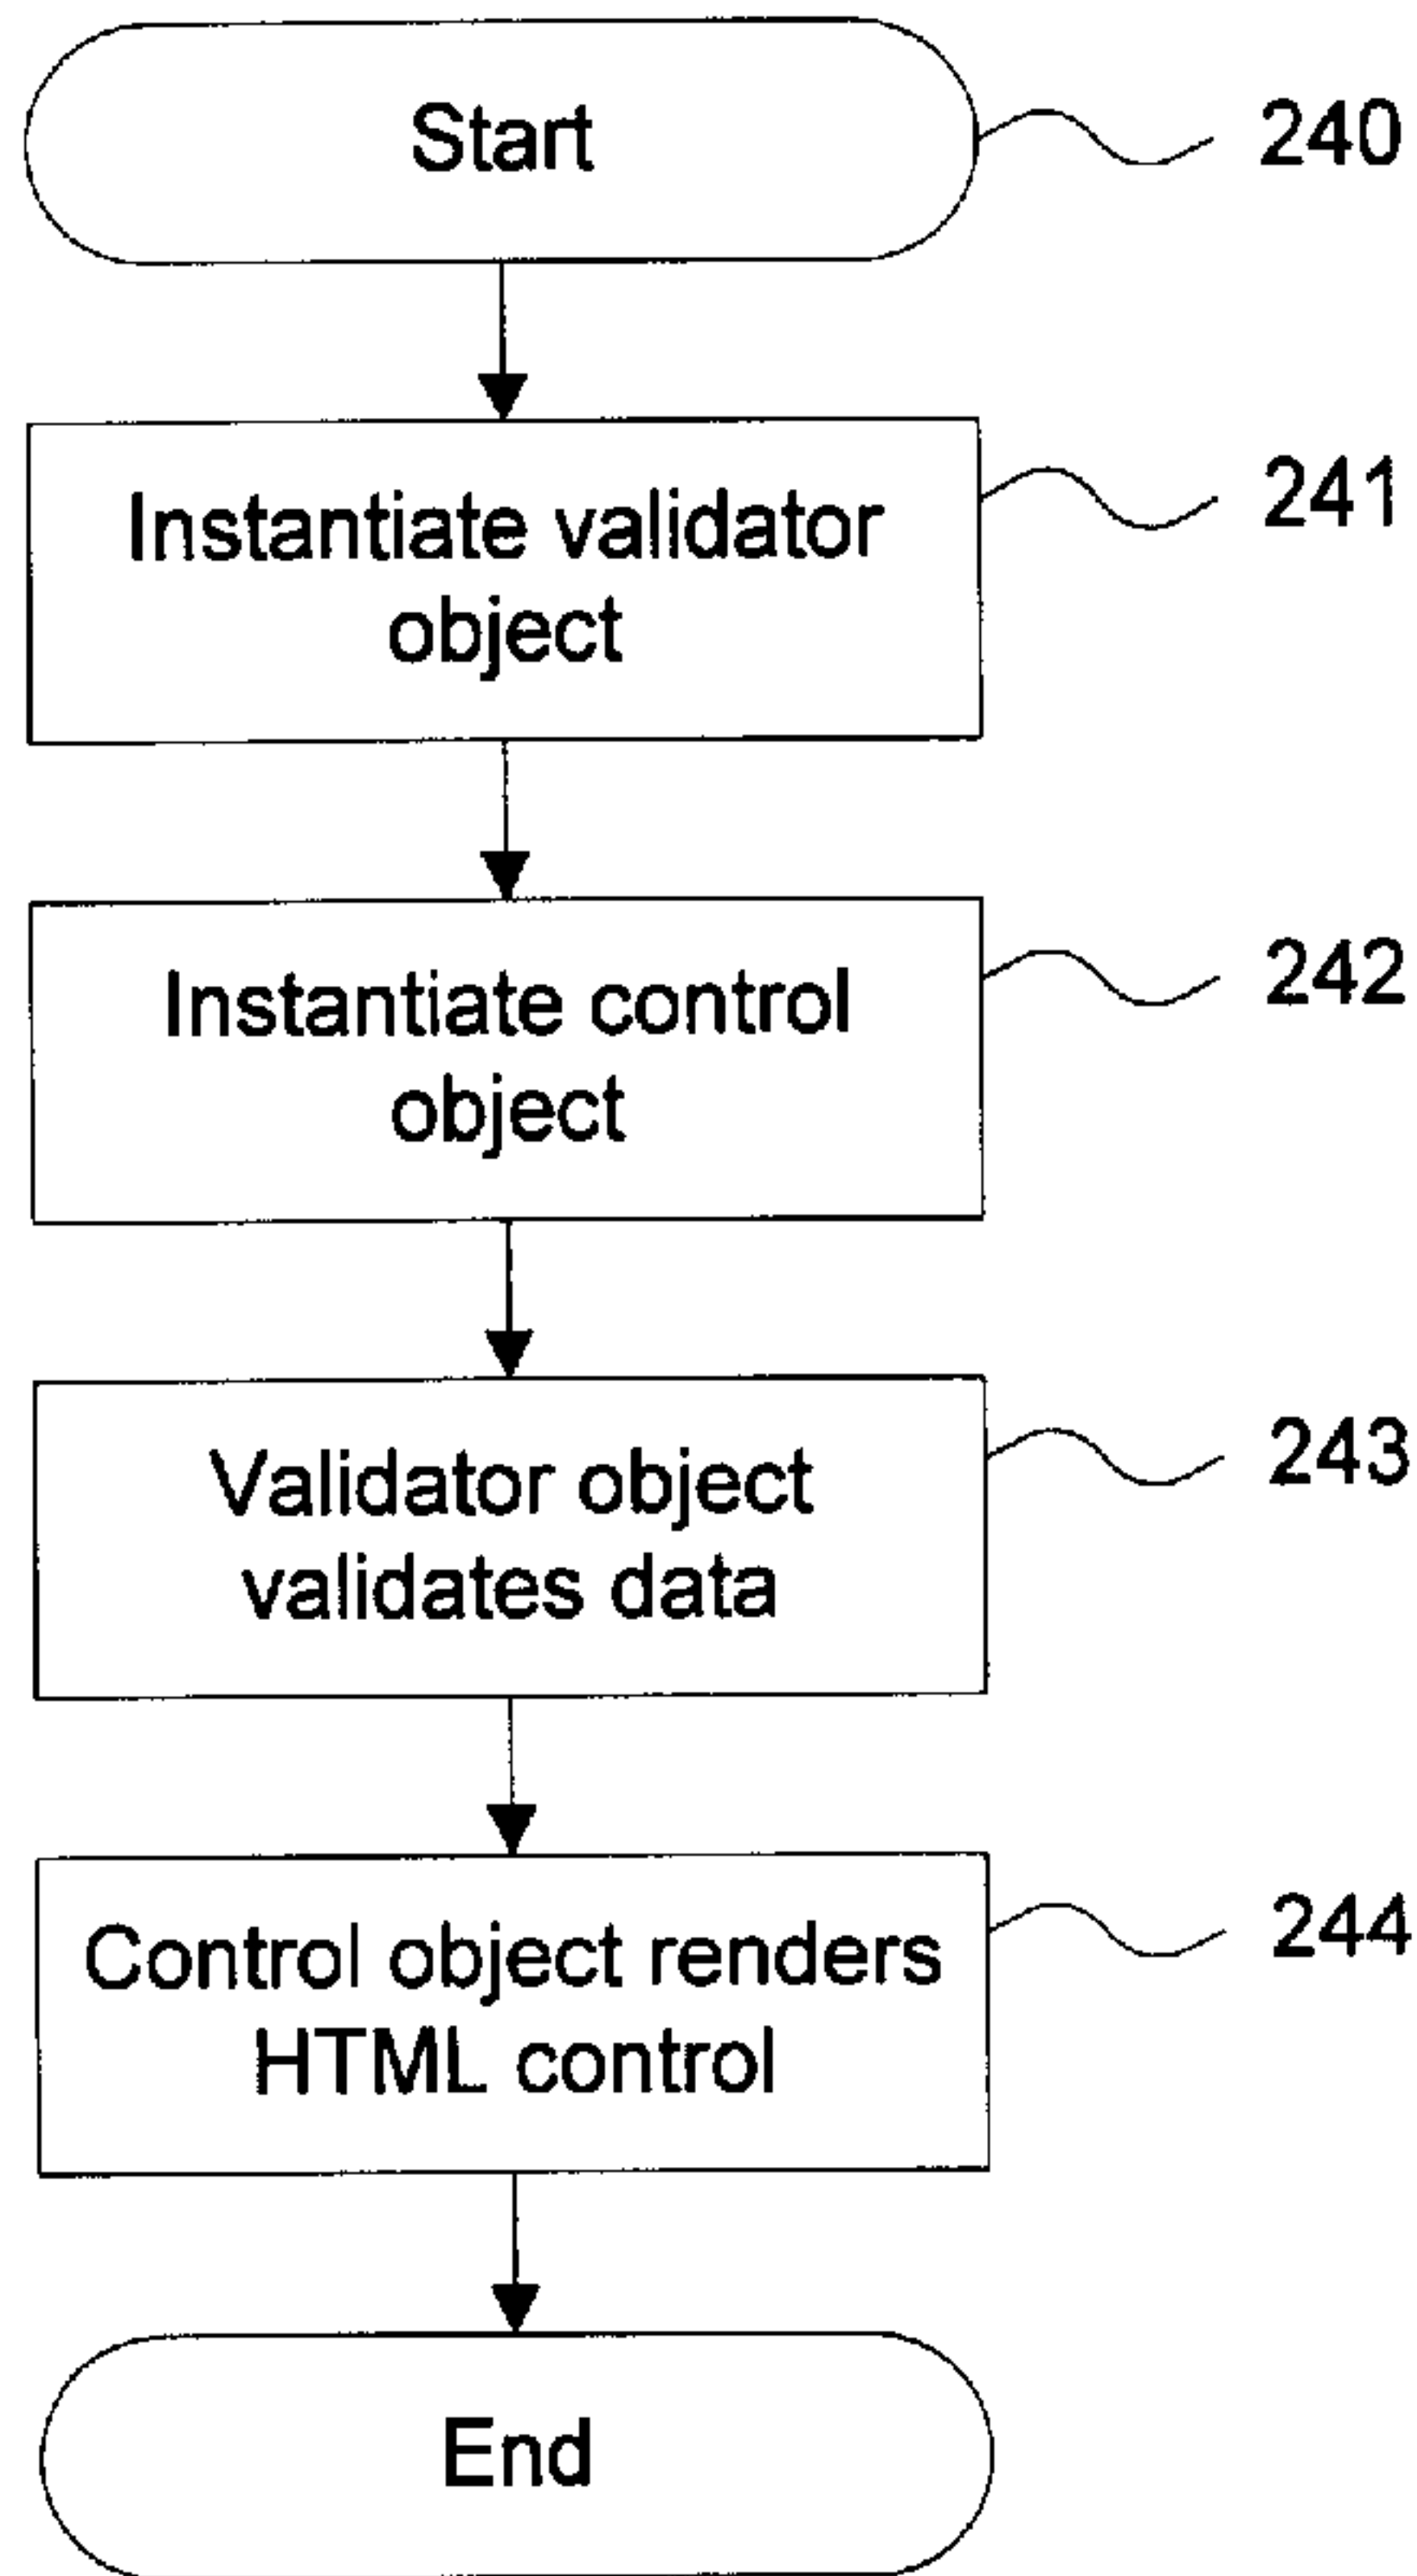 Start
240
Instantiate validator
object
241
Instantiate control
object
242
Validator object
validates data
243
Control object renders
HTML control
244
End